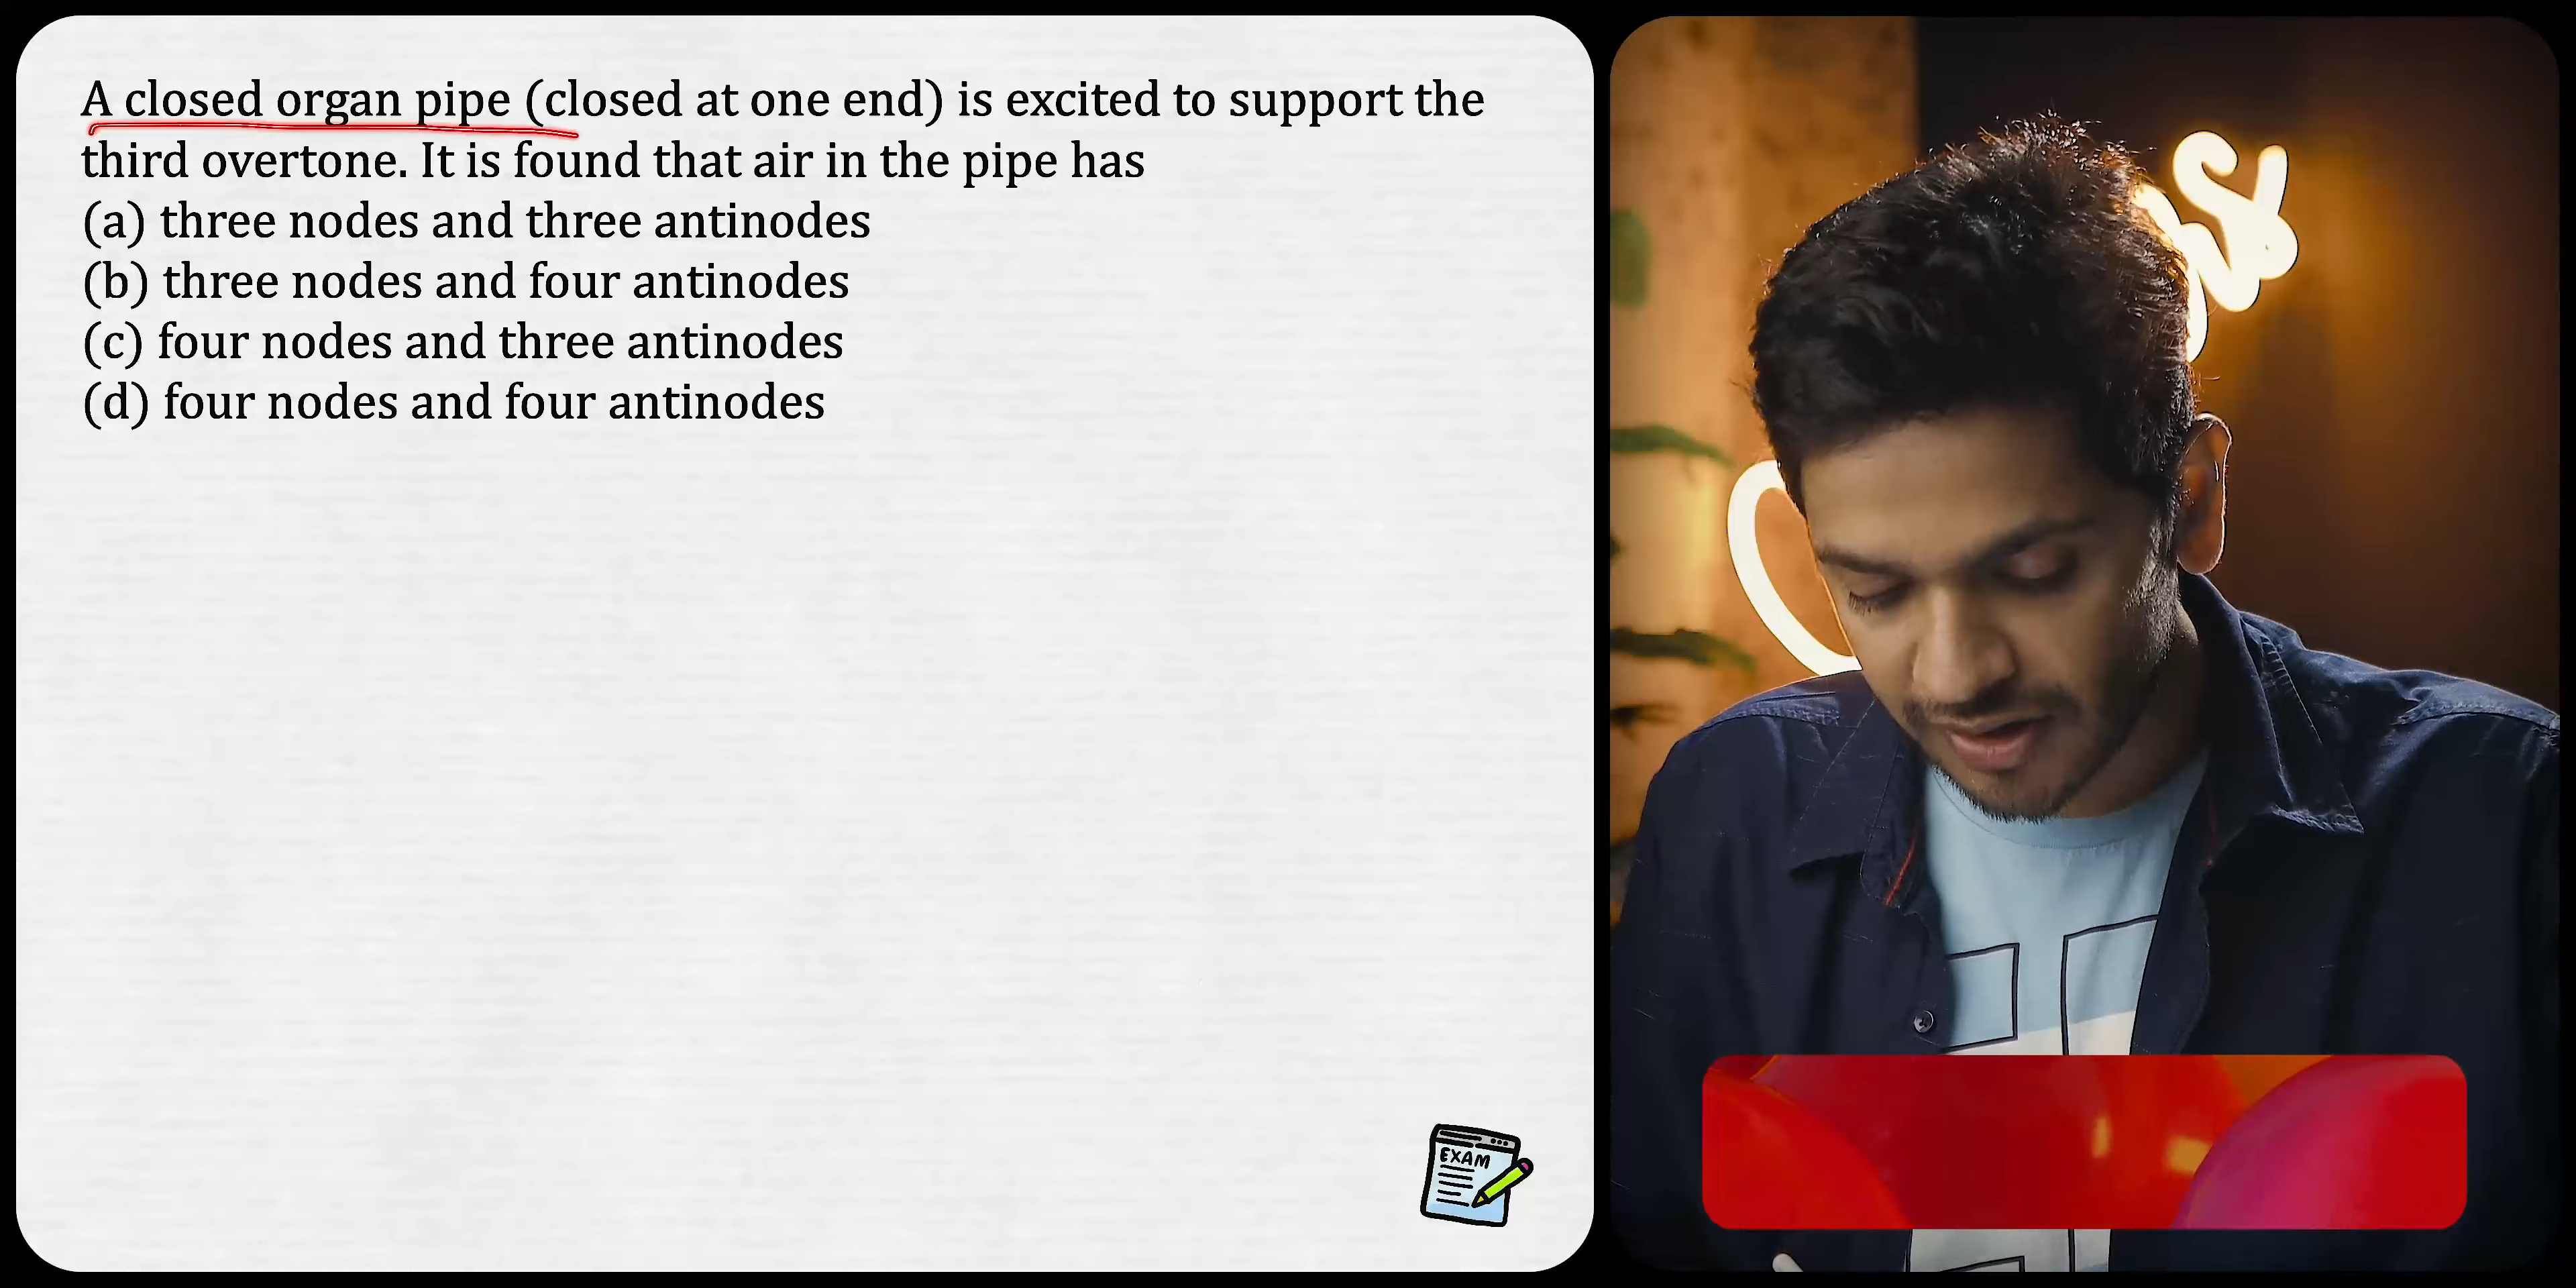 A closed organ pipe (closed at one end) is excited to support the
third overtone. It is found that air in the pipe has
(a) three nodes and three antinodes
(b) three nodes and four antinodes
(c) four nodes and three antinodes
(d) four nodes and four antinodes
EXAM